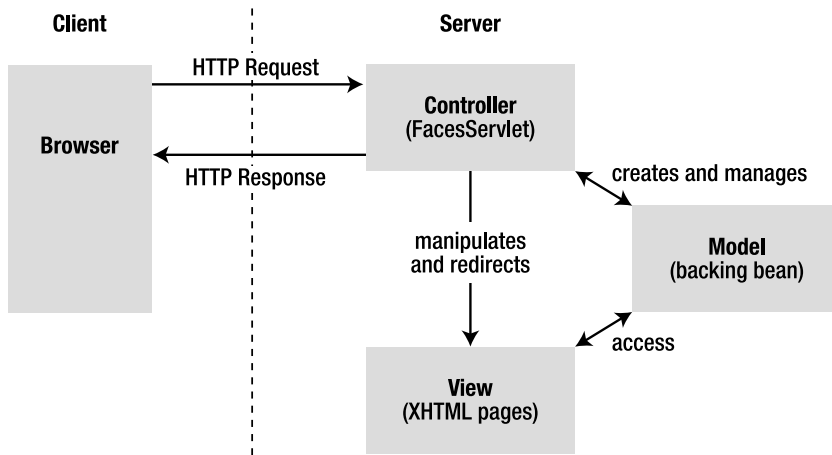 Client
Server
HTTP Request
Controller
(FacesServlet)
Browser
HTTP Response
creates and manages
manipulates
and redirects
Model
(backing bean)
access
View
(XHTML pages)